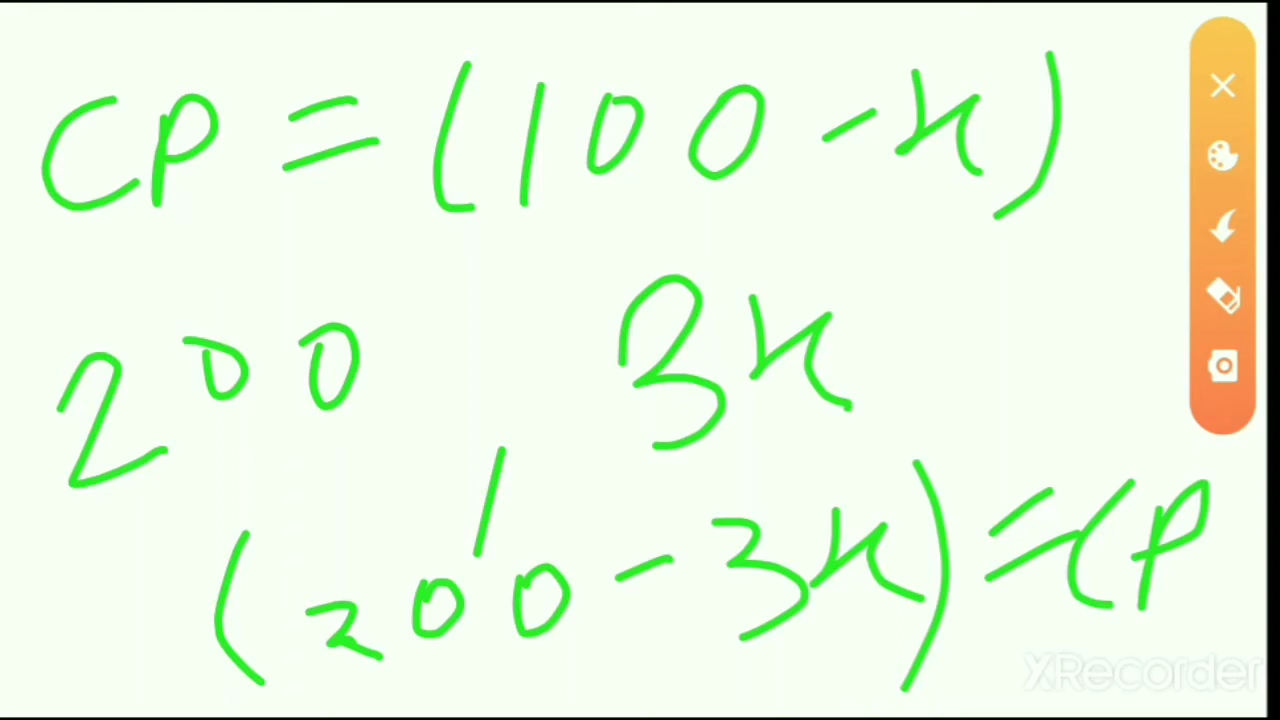 CP = (100 - x)
200 3x
(200 - 3x) = CP
XRecorder